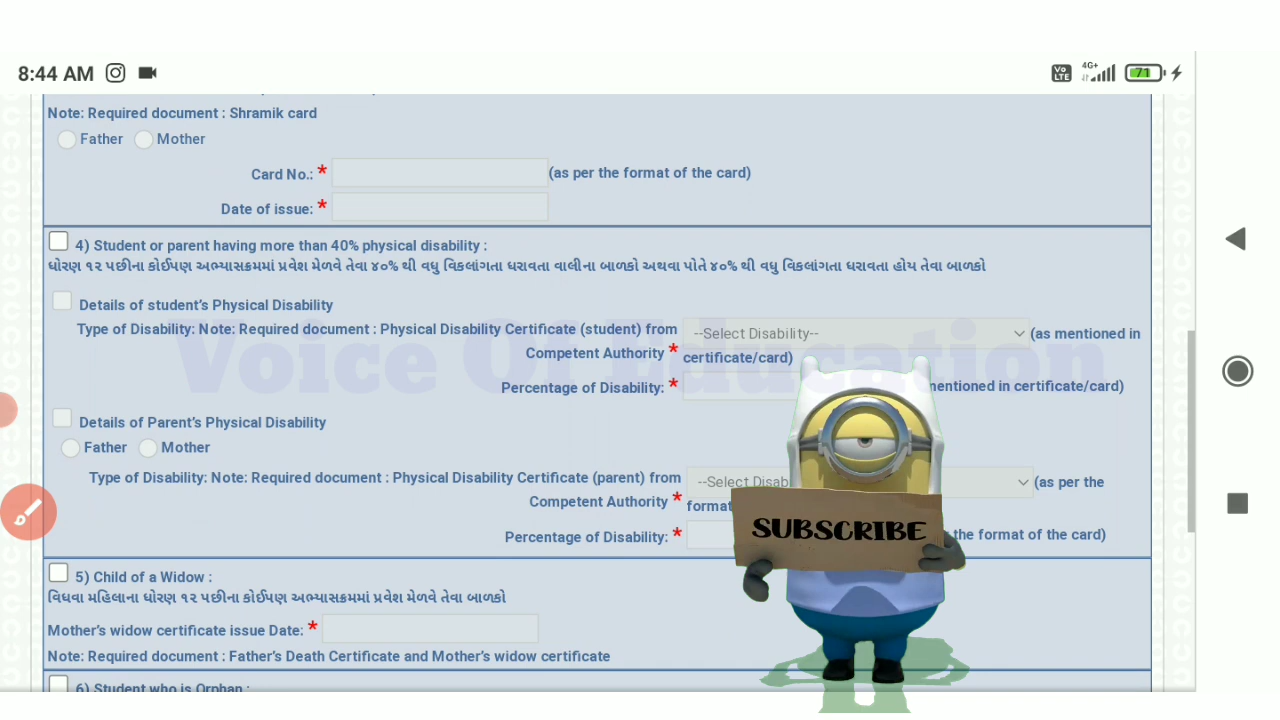 8:44 AM
Vo LTE 4G+ 71
Note: Required document : Shramik card
Father Mother
Card No.: * (as per the format of the card)
Date of issue: *
4) Student or parent having more than 40% physical disability :
ધોરણ ૧૨ પછીના કોઈપણ અભ્યાસક્રમમાં પ્રવેશ મેળવે તેવા ૪૦% થી વધુ વિકલાંગતા ધરાવતા વાલીના બાળકો અથવા પોતે ૪૦% થી વધુ વિકલાંગતા ધરાવતા હોય તેવા બાળકો
Details of student's Physical Disability
Type of Disability: Note: Required document : Physical Disability Certificate (student) from --Select Disability-- (as mentioned in
Competent Authority * certificate/card)
Voice Of Education
Percentage of Disability: * mentioned in certificate/card)
Details of Parent's Physical Disability
Father Mother
Type of Disability: Note: Required document : Physical Disability Certificate (parent) from --Select (as per the
Competent Authority *
SUBSCRIBE
Percentage of Disability: * the format of the card)
5) Child of a Widow :
વિધવા મહિલાના ધોરણ ૧૨ પછીના કોઈપણ અભ્યાસક્રમમાં પ્રવેશ મેળવે તેવા બાળકો
Mother's widow certificate issue Date: *
Note: Required document : Father's Death Certificate and Mother's widow certificate
6) Student who is Orphan :